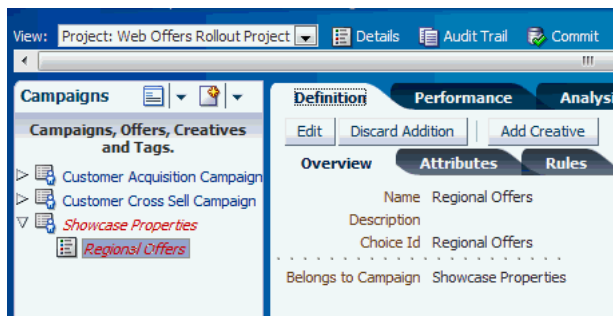 View: Project: Web Offers Rollout Project Details Audit Trail Commit
Campaigns
Campaigns, Offers, Creatives
and Tags.
Customer Acquisition Campaign
Customer Cross Sell Campaign
Showcase Properties
Regional Offers
Definition Performance Analysi
Edit Discard Addition Add Creative
Overview Attributes Rules
Name Regional Offers
Description
Choice Id Regional Offers
Belongs to Campaign Showcase Properties